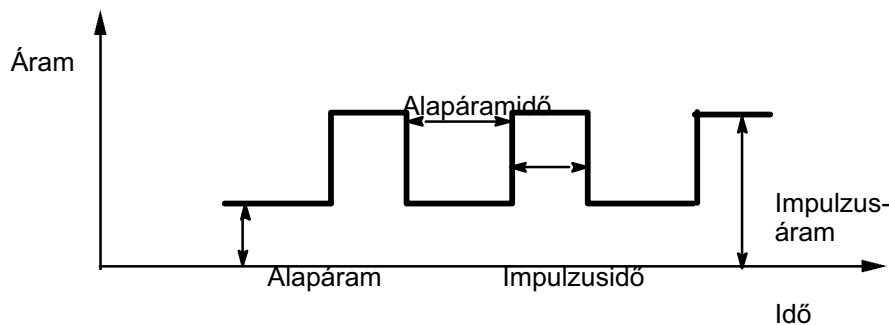 Áram
Alapáramidő
Impulzus-
áram
Alapáram
Impulzusidő
Idő